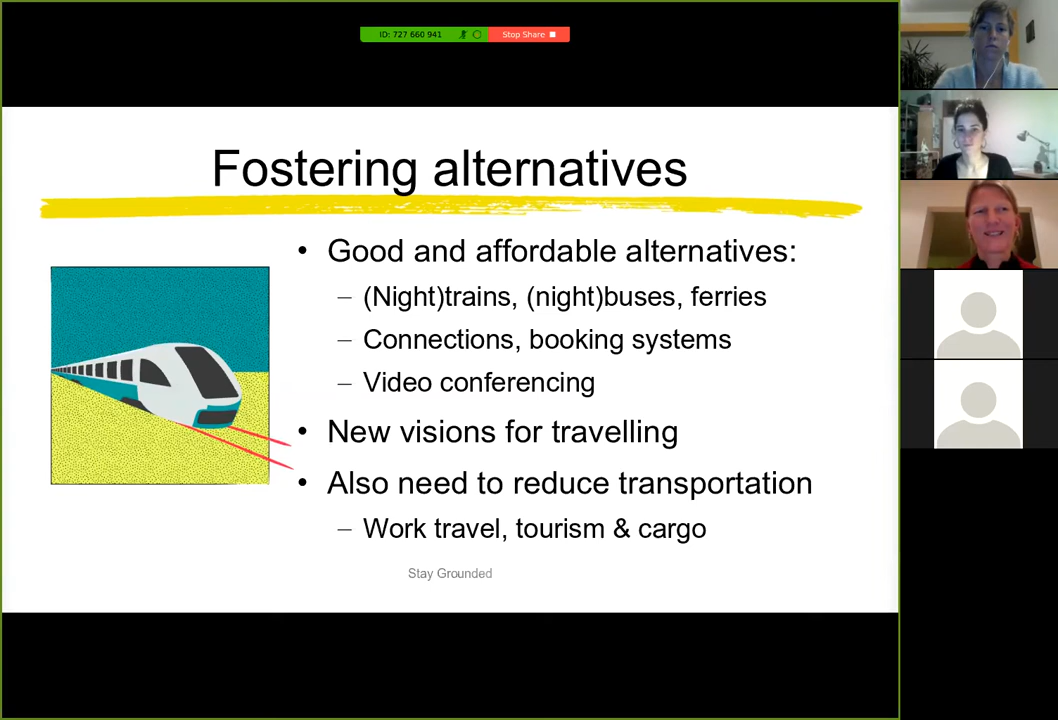 ID: 727 660 941
Stop Share
Fostering alternatives
• Good and affordable alternatives:
– (Night)trains, (night)buses, ferries
– Connections, booking systems
– Video conferencing
• New visions for travelling
• Also need to reduce transportation
– Work travel, tourism & cargo
Stay Grounded